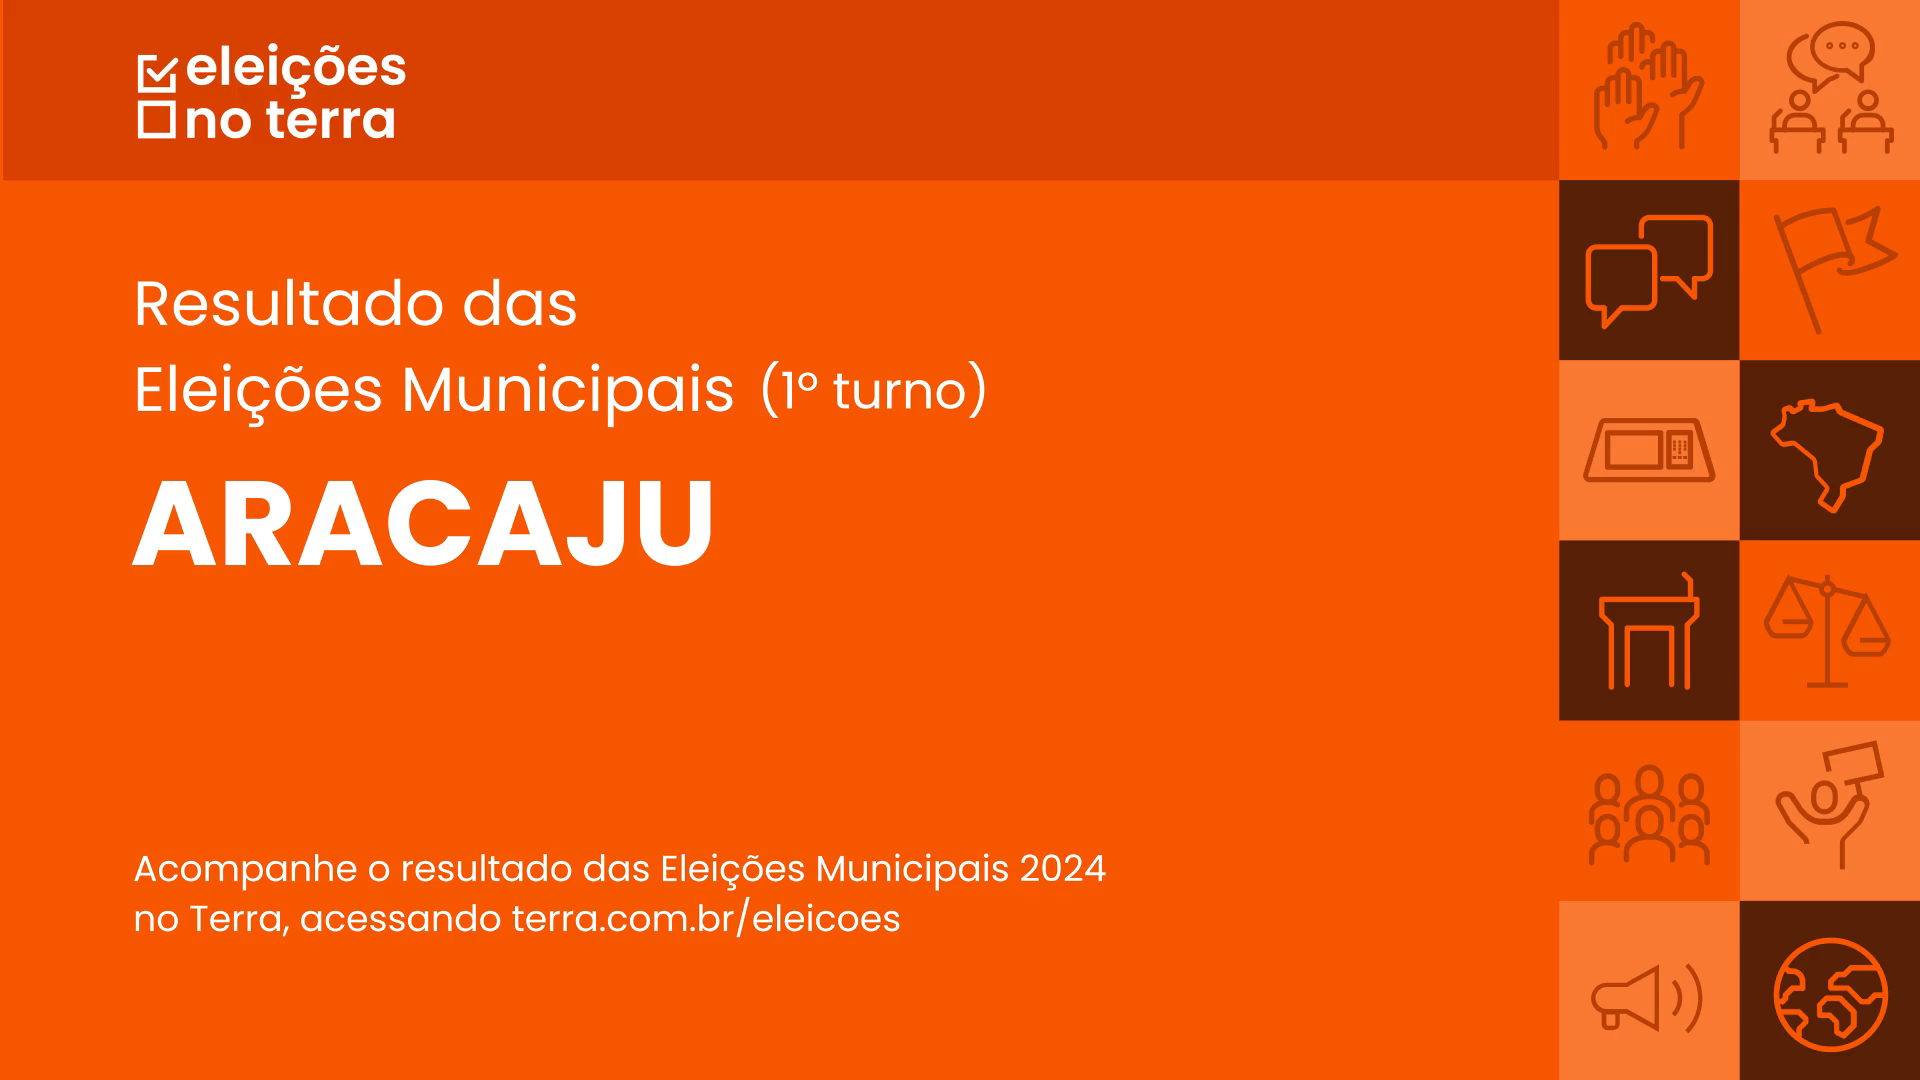 eleições
no terra
Resultado das
Eleições Municipais (1º turno)
ARACAJU
Acompanhe o resultado das Eleições Municipais 2024
no Terra, acessando terra.com.br/eleicoes